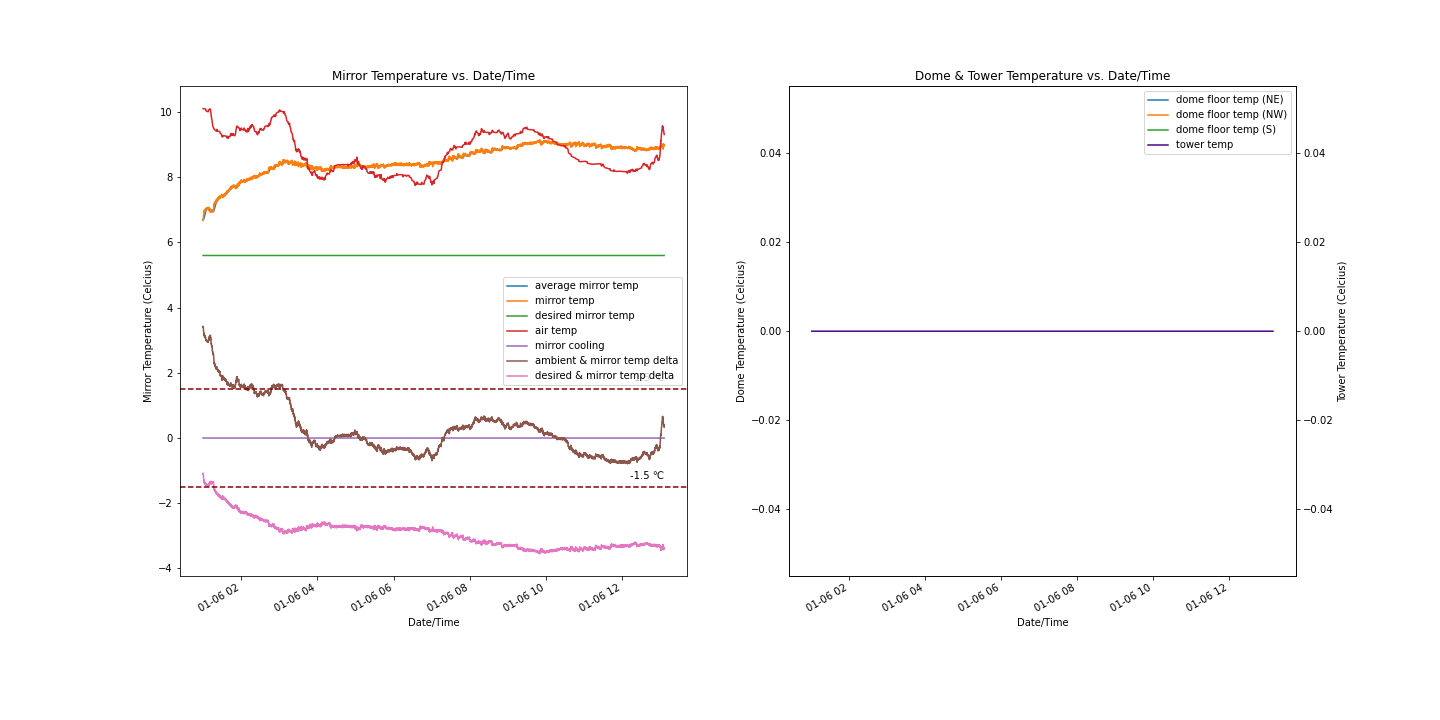 Mirror Temperature vs. Date/Time
Mirror Temperature (Celcius)
10
8
6
4
2
0
−2
−4
average mirror temp
mirror temp
desired mirror temp
air temp
mirror cooling
ambient & mirror temp delta
desired & mirror temp delta
-1.5 °C
01-06 02
01-06 04
01-06 06
01-06 08
01-06 10
01-06 12
Date/Time
Dome & Tower Temperature vs. Date/Time
Dome Temperature (Celcius)
0.04
0.02
0.00
−0.02
−0.04
dome floor temp (NE)
dome floor temp (NW)
dome floor temp (S)
tower temp
0.04
0.02
0.00
−0.02
−0.04
Tower Temperature (Celcius)
01-06 02
01-06 04
01-06 06
01-06 08
01-06 10
01-06 12
Date/Time